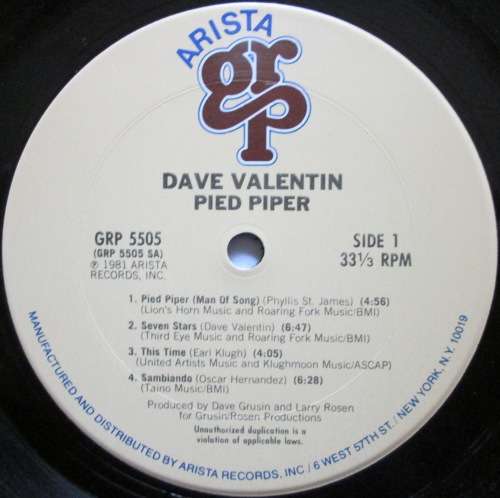 ARISTA
grp
DAVE VALENTIN
PIED PIPER
GRP 5505
(GRP 5505 SA)
℗ 1981 ARISTA
RECORDS, INC.
SIDE 1
33⅓ RPM
1. Pied Piper (Man Of Song) (Phyllis St. James) (4:56)
(Lion's Horn Music and Roaring Fork Music/BMI)
2. Seven Stars (Dave Valentin) (6:47)
(Third Eye Music and Roaring Fork Music/BMI)
3. This Time (Earl Klugh) (4:05)
(United Artists Music and Klughmoon Music/ASCAP)
4. Sambiando (Oscar Hernandez) (6:28)
(Taino Music/BMI)
Produced by Dave Grusin and Larry Rosen
for Grusin/Rosen Productions
Unauthorized duplication is a
violation of applicable laws.
MANUFACTURED AND DISTRIBUTED BY ARISTA RECORDS, INC / 6 WEST 57TH ST. / NEW YORK, N.Y. 10019